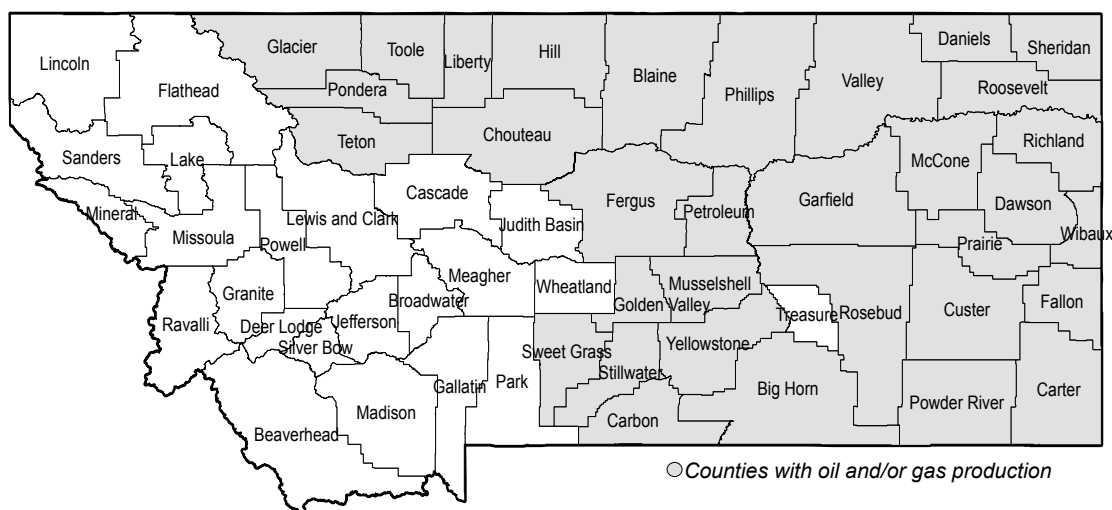 Lincoln
Flathead
Glacier
Toole
Liberty
Hill
Blaine
Phillips
Valley
Daniels
Sheridan
Roosevelt
Pondera
Teton
Chouteau
Sanders
Lake
Cascade
Fergus
Petroleum
Garfield
McCone
Richland
Dawson
Wibaux
Prairie
Mineral
Missoula
Powell
Lewis and Clark
Judith Basin
Meagher
Wheatland
Golden
Valley
Musselshell
Treasure
Rosebud
Custer
Fallon
Ravalli
Granite
Deer Lodge
Silver Bow
Jefferson
Broadwater
Gallatin
Park
Sweet Grass
Stillwater
Yellowstone
Big Horn
Powder River
Carter
Carbon
Madison
Beaverhead
Counties with oil and/or gas production